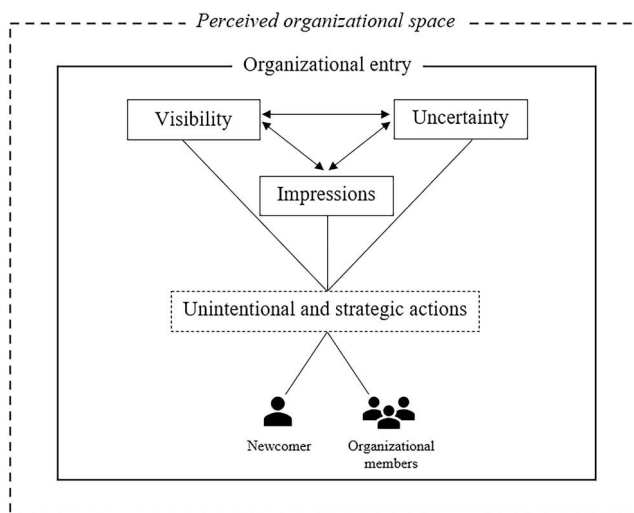 Perceived organizational space
Organizational entry
Visibility
Uncertainty
Impressions
Unintentional and strategic actions
Newcomer
Organizational
members